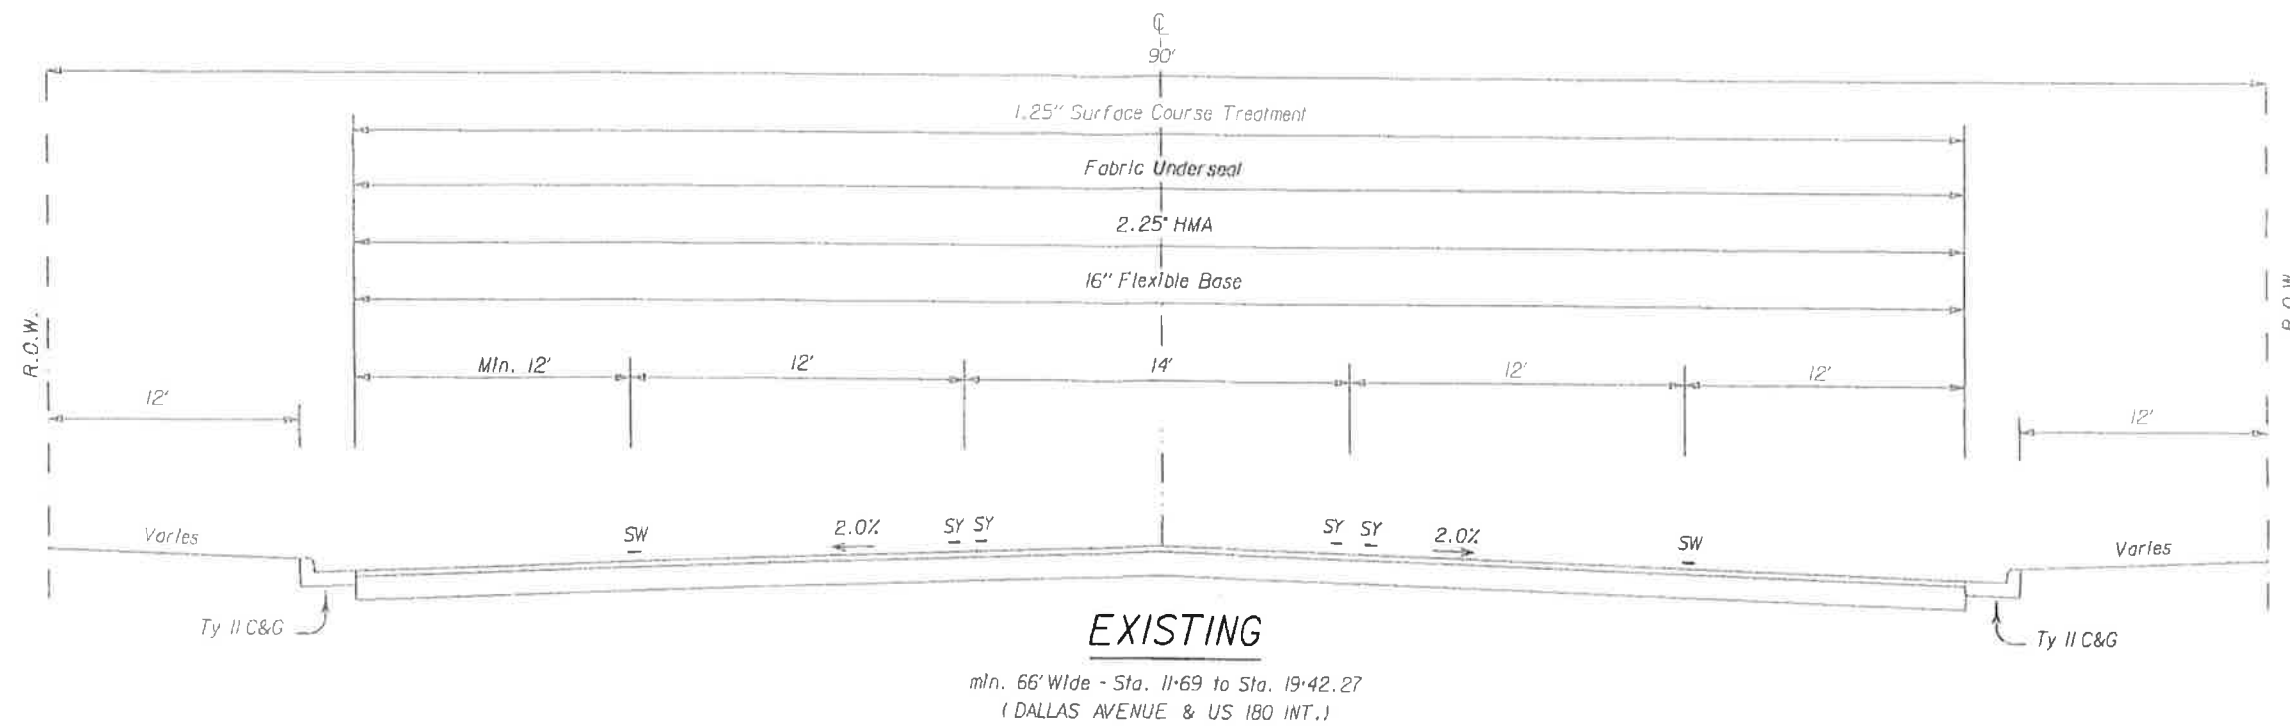 ℄
90'
1.25" Surface Course Treatment
Fabric Underseal
2.25" HMA
16" Flexible Base
R.O.W.
R.O.W.
Min. 12'
12'
14'
12'
12'
12'
12'
Varies
SW
2.0%
SY SY
SY SY
2.0%
SW
Varies
Ty II C&G
Ty II C&G
EXISTING
min. 66' Wide - Sta. 11+69 to Sta. 19+42.27
( DALLAS AVENUE & US 180 INT.)